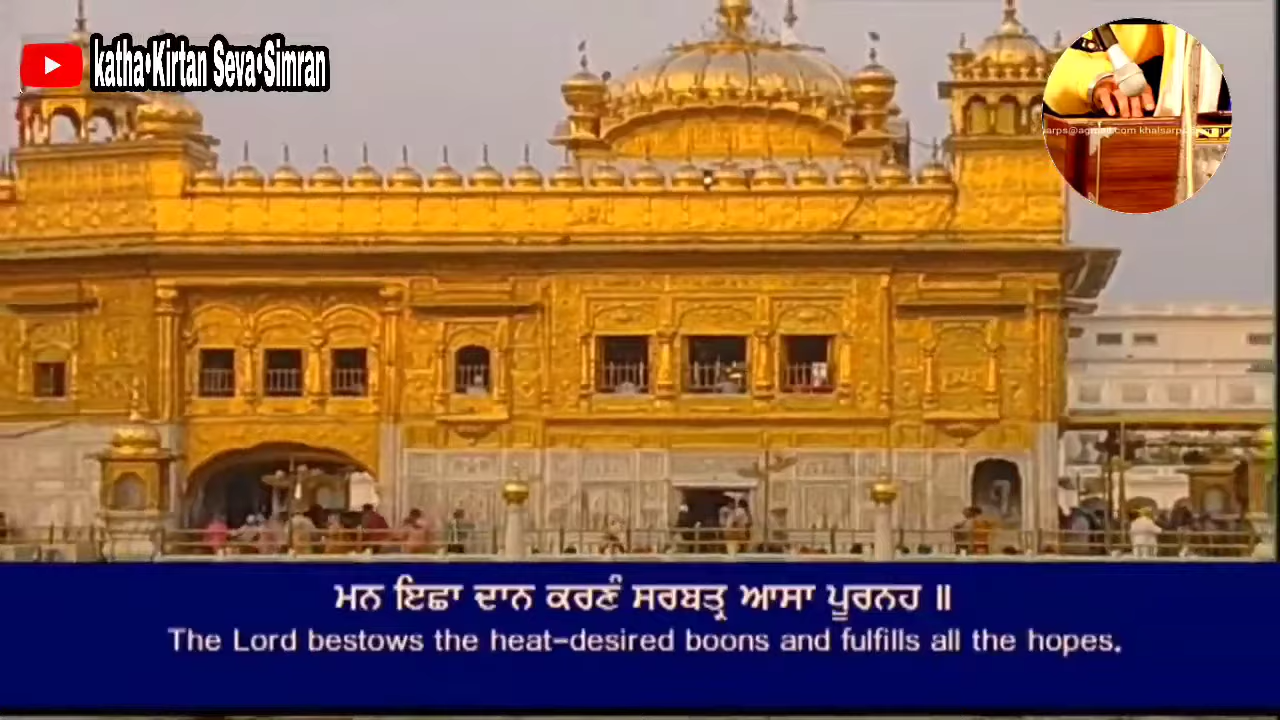 katha•Kirtan Seva•Simran
ਮਨ ਇਛਾ ਦਾਨ ਕਰਣੰ ਸਰਬਤ੍ਰ ਆਸਾ ਪੂਰਨਹ ॥
The Lord bestows the heat-desired boons and fulfills all the hopes.